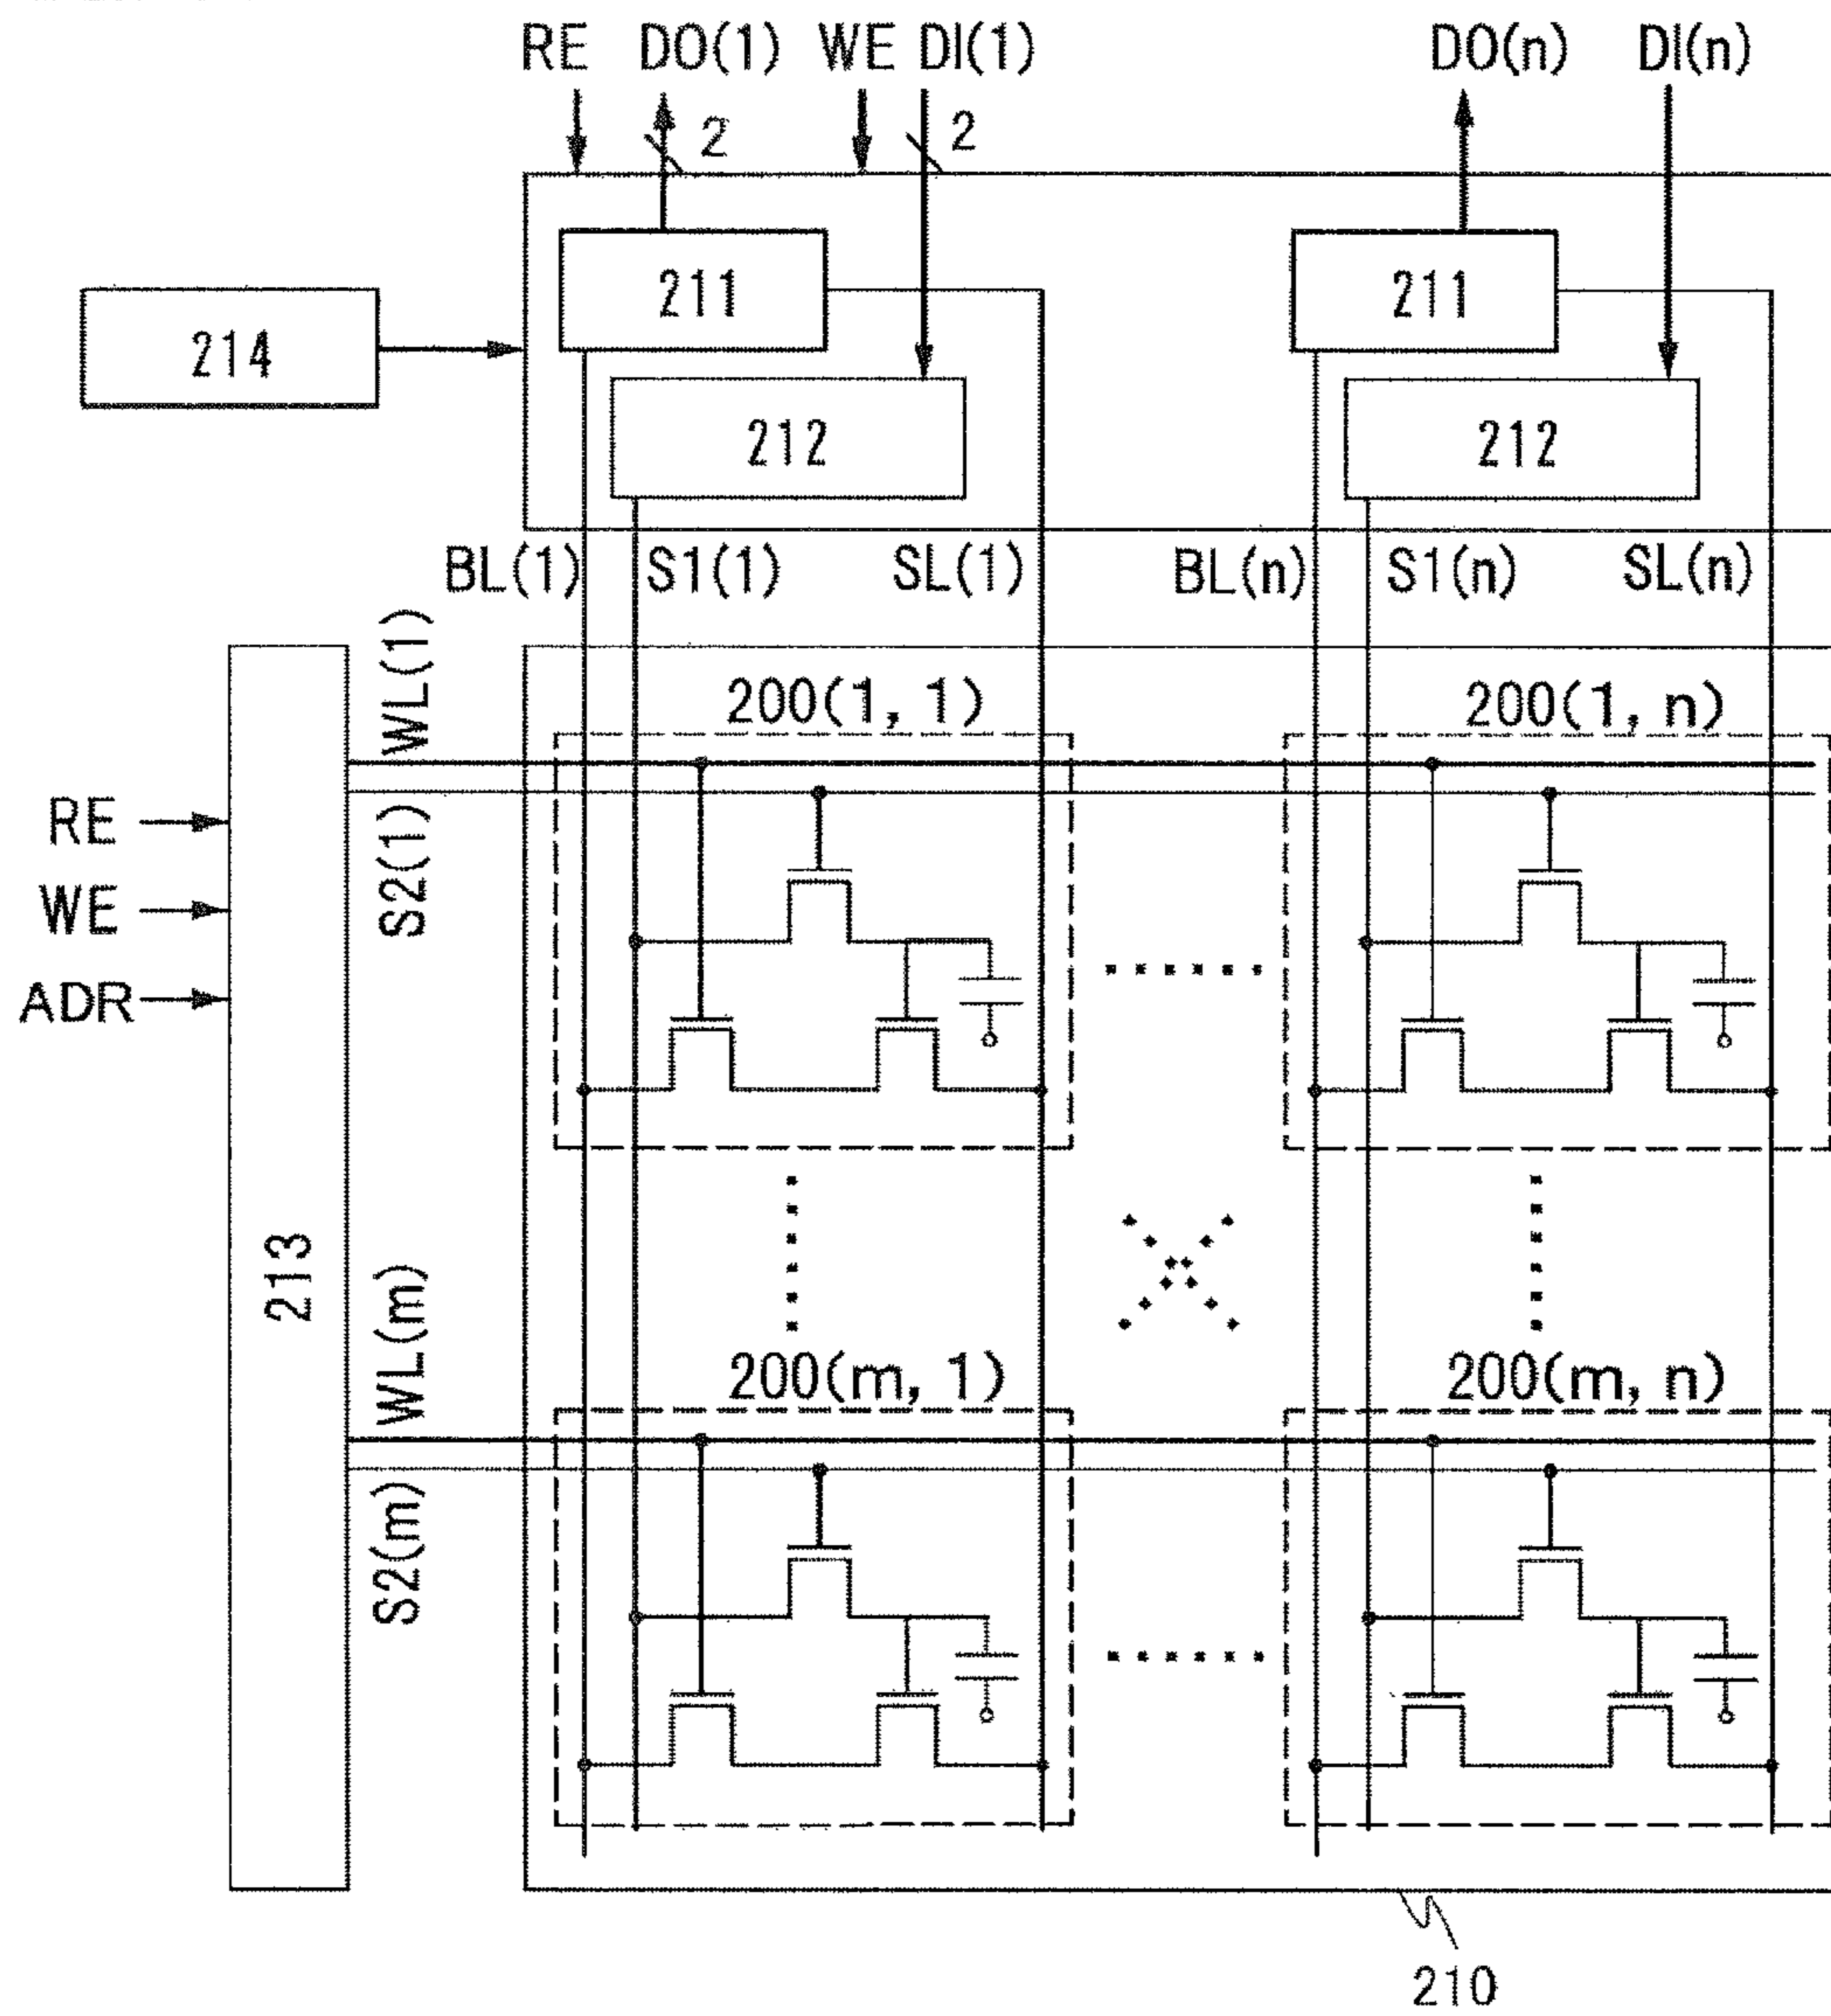 RE DO(1) WE DI(1) DO(n) DI(n)
2 2
211 211
214
212 212
BL(1) S1(1) SL(1) BL(n) S1(n) SL(n)
WL(1)
200(1, 1) 200(1, n)
RE
S2(1)
WE
ADR
213
WL(m)
200(m, 1) 200(m, n)
S2(m)
210